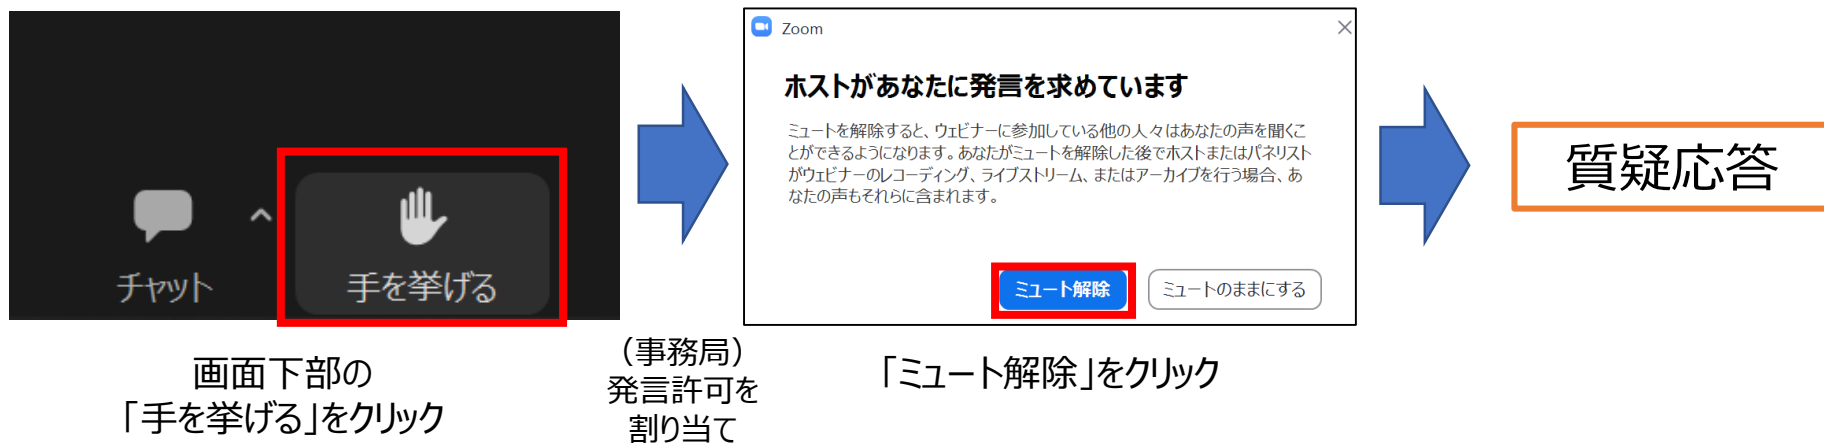 チャット
手を挙げる
画面下部の
「手を挙げる」をクリック
（事務局）
発言許可を
割り当て
Zoom
ホストがあなたに発言を求めています
ミュートを解除すると、ウェビナーに参加している他の人々はあなたの声を聞くこ
とができるようになります。あなたがミュートを解除した後でホストまたはパネリスト
がウェビナーのレコーディング、ライブストリーム、またはアーカイブを行う場合、あ
なたの声もそれらに含まれます。
ミュート解除
ミュートのままにする
「ミュート解除」をクリック
質疑応答